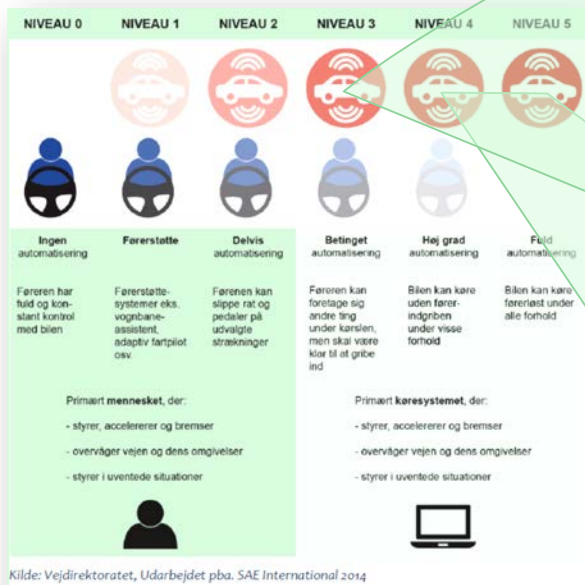 NIVEAU 0 NIVEAU 1 NIVEAU 2 NIVEAU 3 NIVEAU 4 NIVEAU 5
Ingen
automatisering
Føreren har
fuld og kon-
stant kontrol
med bilen
Førerstøtte
Førerstøtte-
systemer eks.
vognbane-
assistent,
adaptiv fartpilot
osv.
Delvis
automatisering
Førenen kan
slippe rat og
pedaler på
udvalgte
strækninger
Betinget
automatisering
Føreren kan
foretage sig
andre ting
under kørslen,
men skal være
klar til at gribe
ind
Høj grad
automatisering
Bilen kan køre
uden fører-
indgriben
under visse
forhold
Fuld
automatisering
Bilen kan køre
førerløst under
alle forhold
Primært mennesket, der:
- styrer, accelererer og bremser
- overvåger vejen og dens omgivelser
- styrer i uventede situationer
Primært køresystemet, der:
- styrer, accelererer og bremser
- overvåger vejen og dens omgivelser
- styrer i uventede situationer
Kilde: Vejdirektoratet, Udarbejdet pba. SAE International 2014